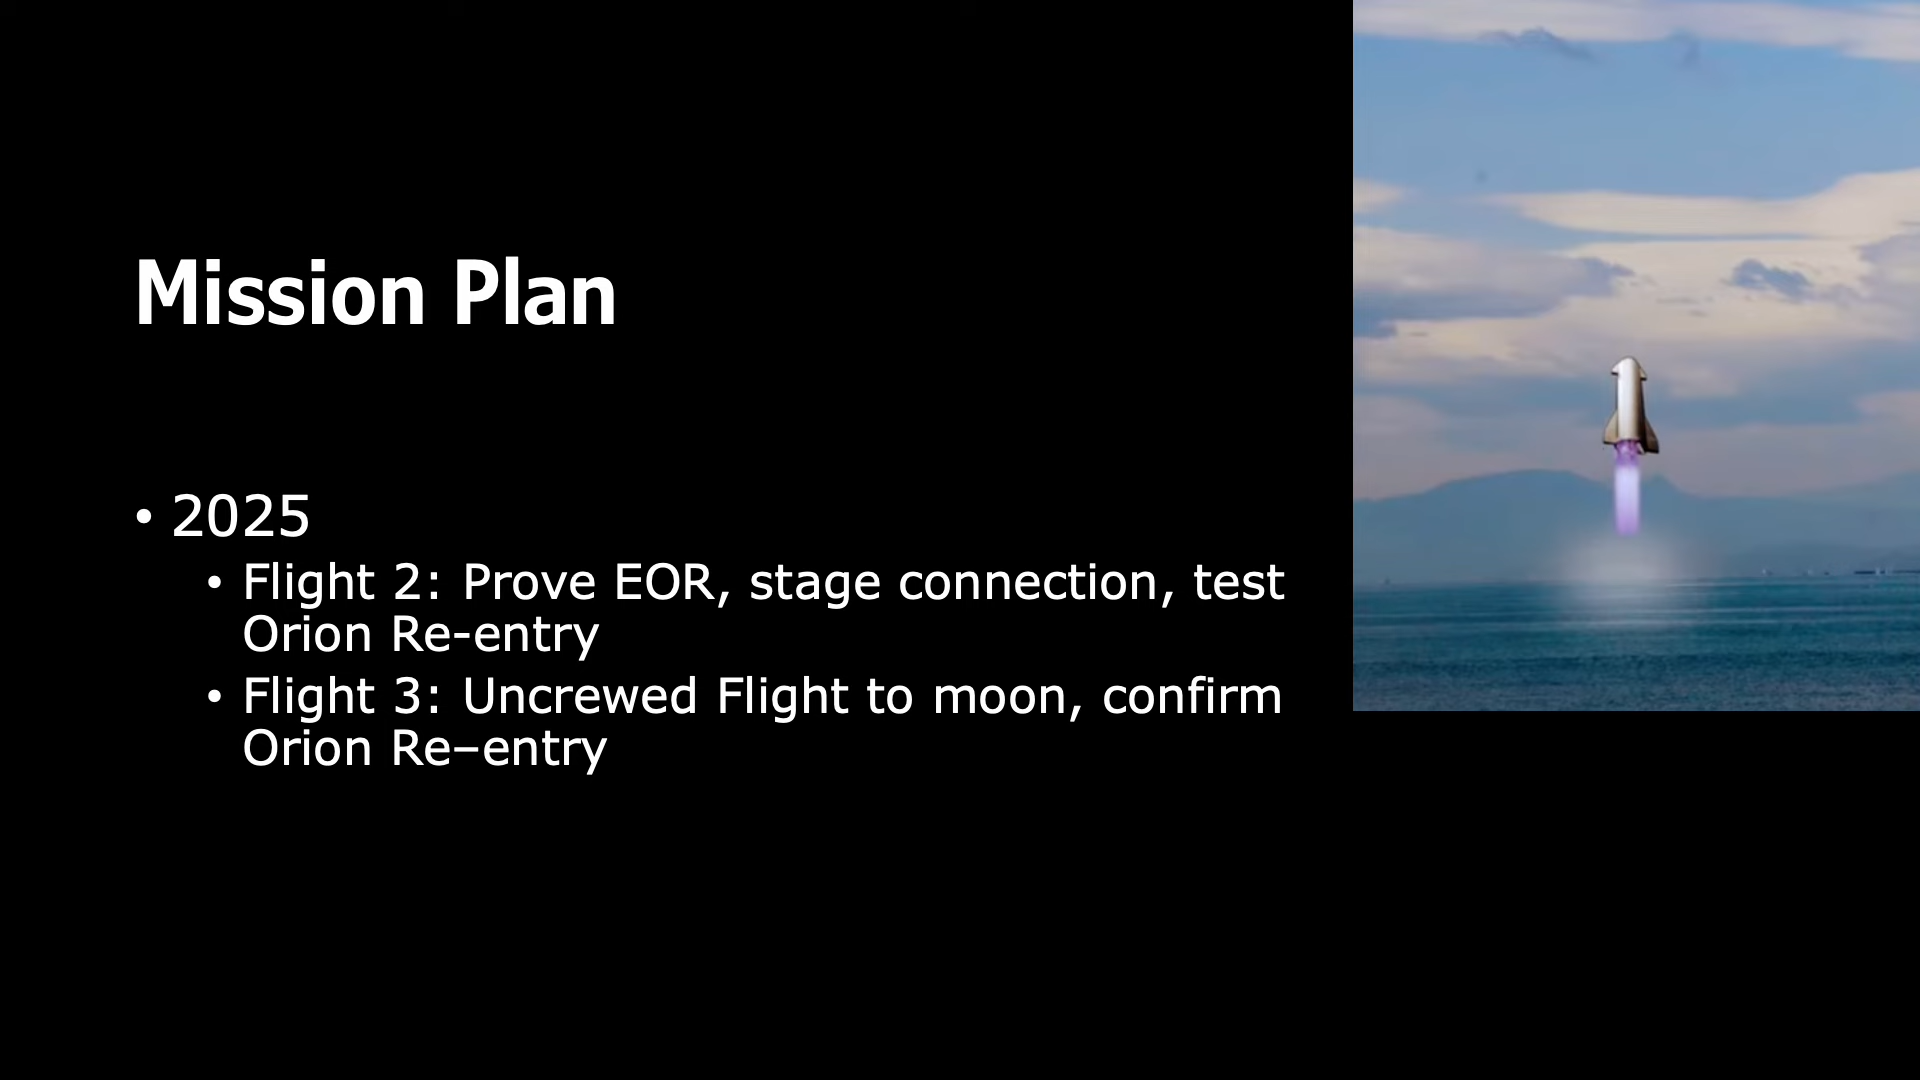 Mission Plan
• 2025
• Flight 2: Prove EOR, stage connection, test
Orion Re-entry
• Flight 3: Uncrewed Flight to moon, confirm
Orion Re–entry